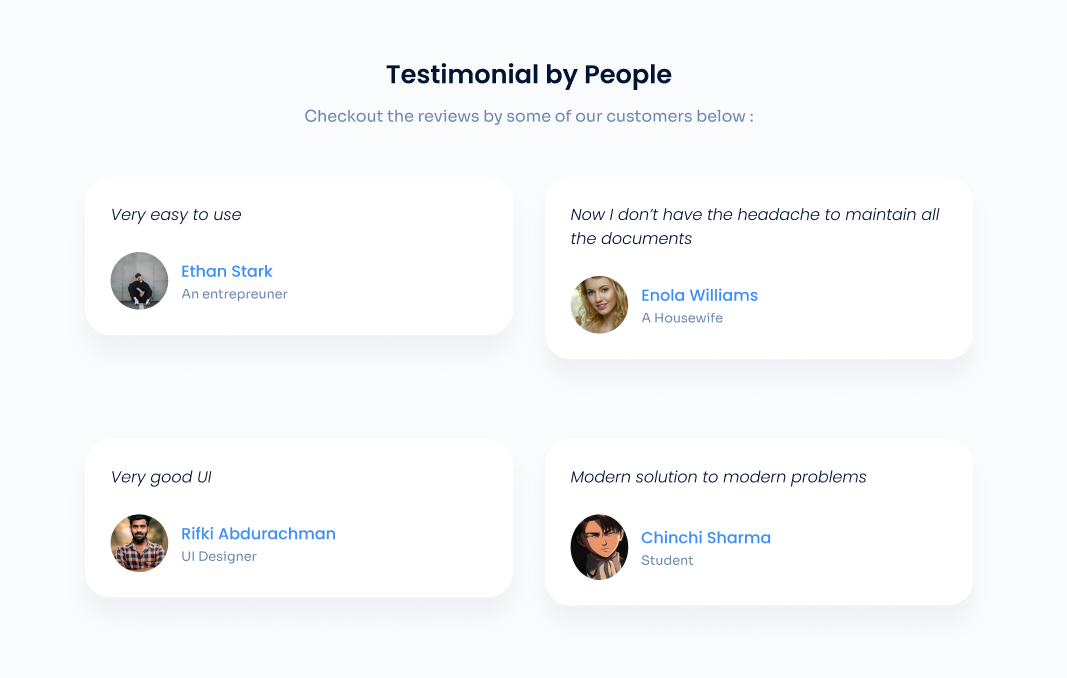 Testimonial by People
Checkout the reviews by some of our customers below :
Very easy to use
Ethan Stark
An entrepreuner
Now I don’t have the headache to maintain all
the documents
Enola Williams
A Housewife
Very good UI
Rifki Abdurachman
UI Designer
Modern solution to modern problems
Chinchi Sharma
Student